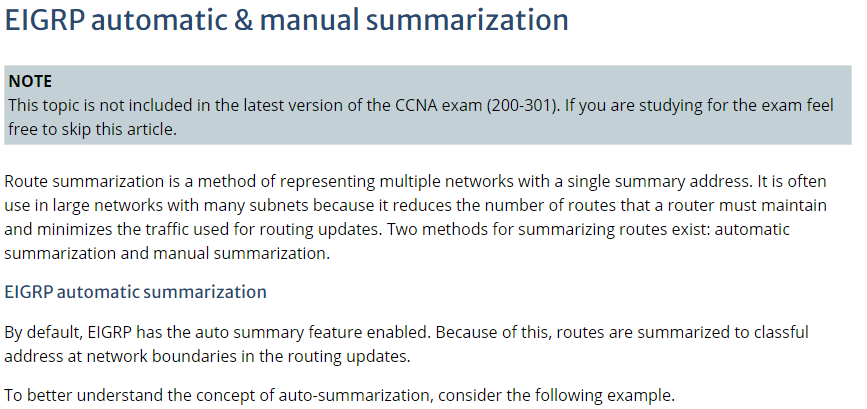 EIGRP automatic & manual summarization
NOTE
This topic is not included in the latest version of the CCNA exam (200-301). If you are studying for the exam feel
free to skip this article.
Route summarization is a method of representing multiple networks with a single summary address. It is often
use in large networks with many subnets because it reduces the number of routes that a router must maintain
and minimizes the traffic used for routing updates. Two methods for summarizing routes exist: automatic
summarization and manual summarization.
EIGRP automatic summarization
By default, EIGRP has the auto summary feature enabled. Because of this, routes are summarized to classful
address at network boundaries in the routing updates.
To better understand the concept of auto-summarization, consider the following example.